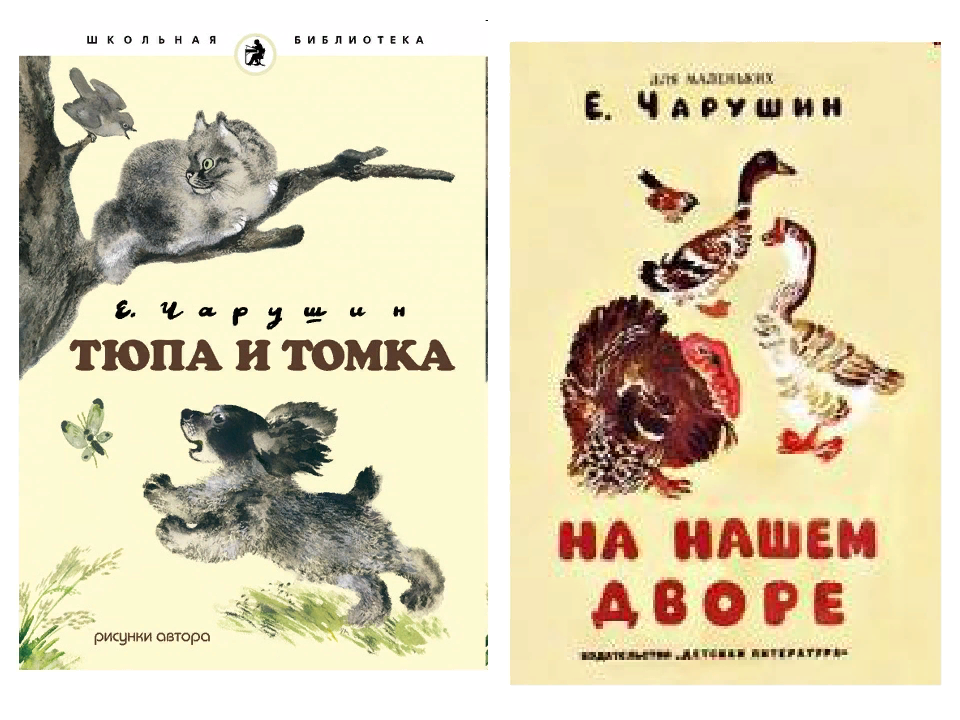 ШКОЛЬНАЯ БИБЛИОТЕКА
Е. Чарушин
ТЮПА И ТОМКА
рисунки автора
ДЛЯ МАЛЕНЬКИХ
Е. ЧАРУШИН
НА НАШЕМ
ДВОРЕ
ИЗДАТЕЛЬСТВО „ДЕТСКАЯ ЛИТЕРАТУРА“